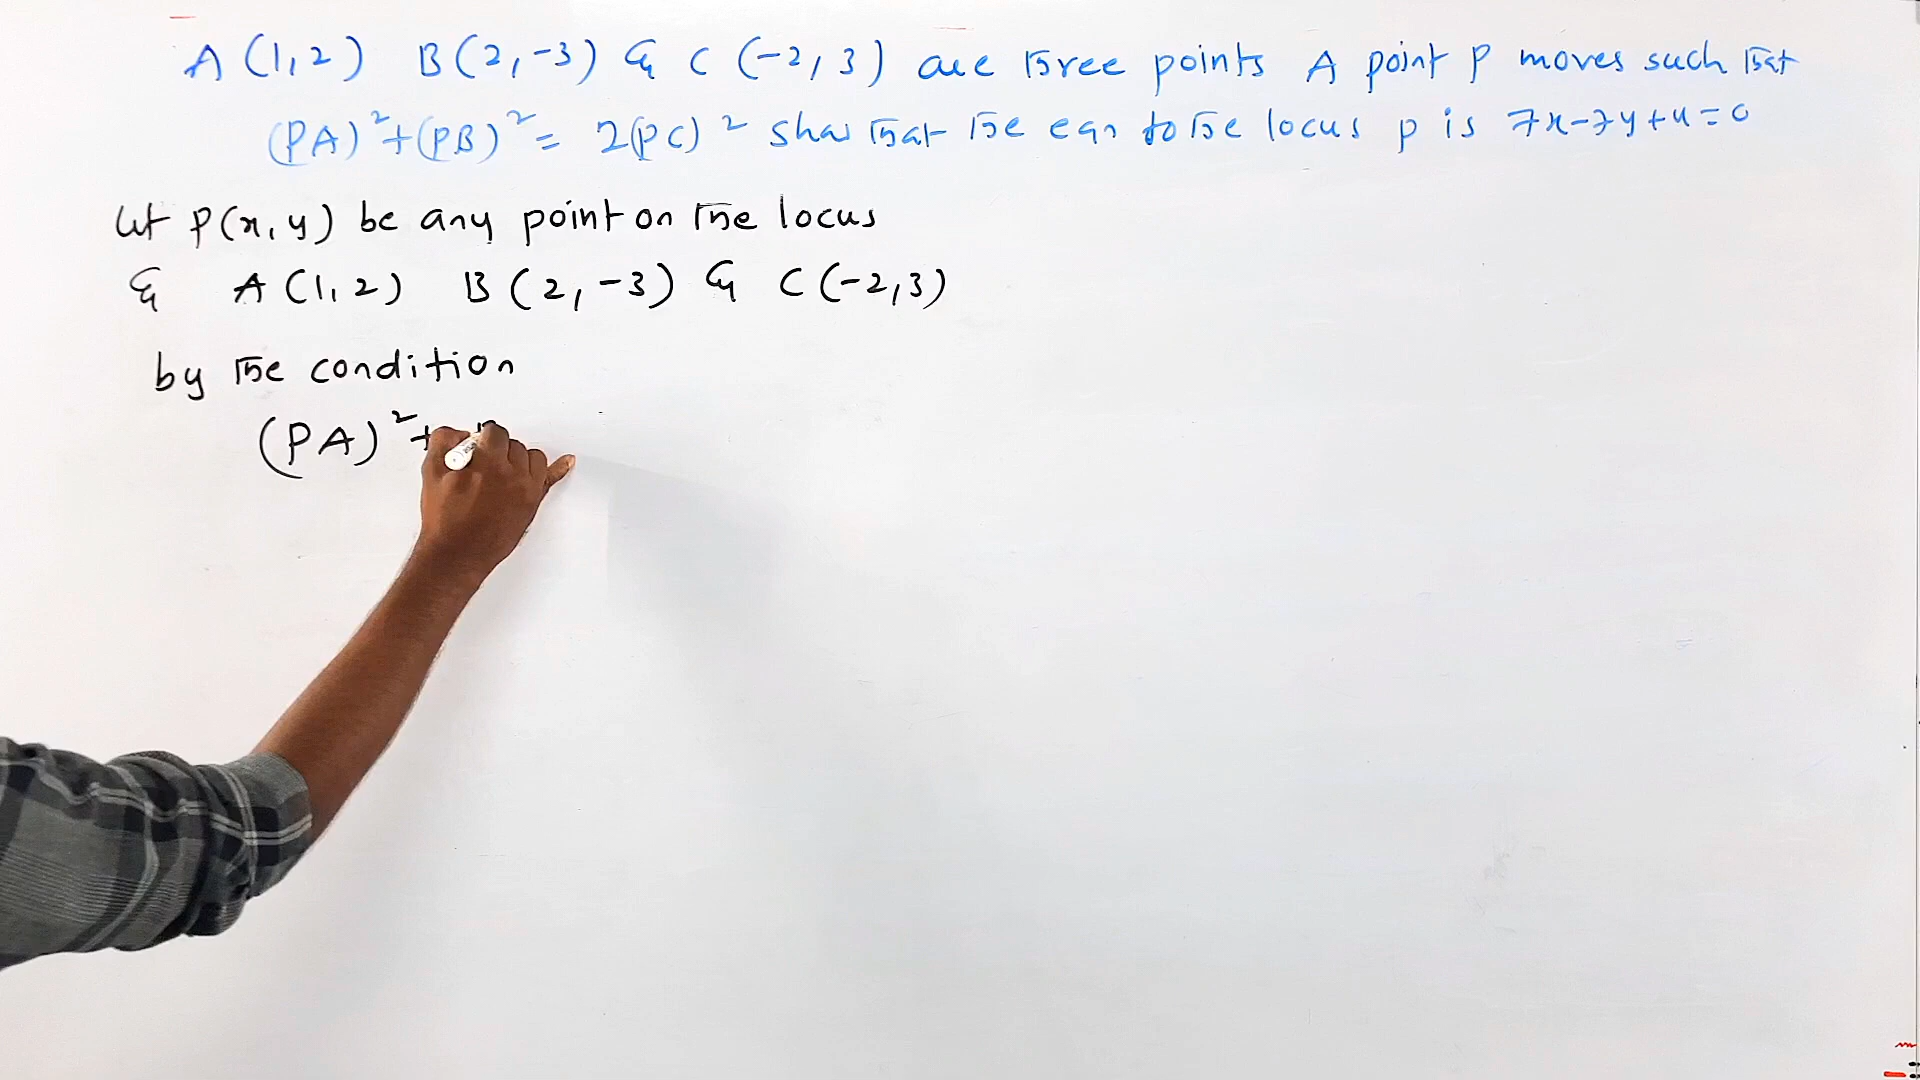 A (1,2) B (2,-3) & C (-2,3) are three points A point P moves such that
(PA)²+(PB)² = 2(PC)² show that the eqn to the locus p is 7x-7y+4=0
Let P(x,y) be any point on the locus
& A (1,2) B (2,-3) & C (-2,3)
by the condition
(PA)²+